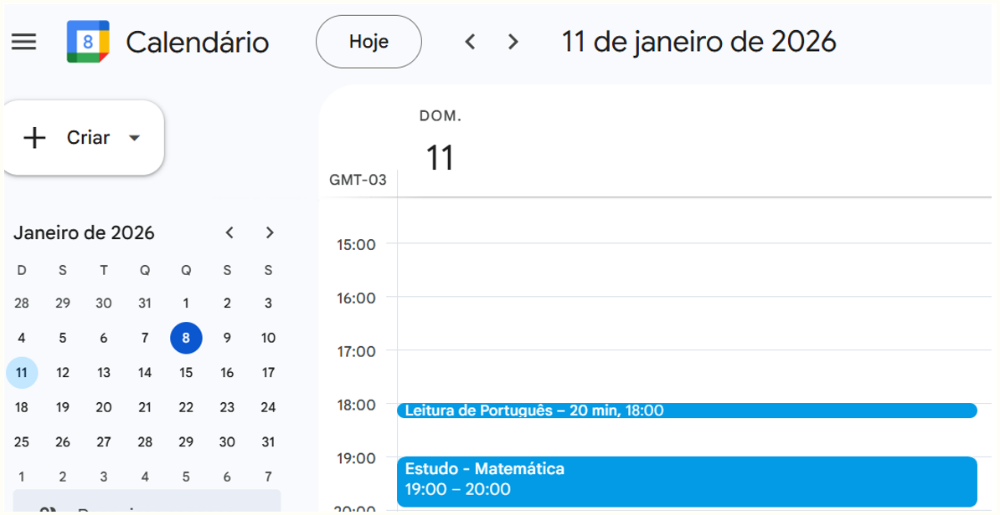 8 Calendário
Hoje
11 de janeiro de 2026
Criar
DOM.
11
GMT-03
Janeiro de 2026
D S T Q Q S S
28 29 30 31 1 2 3
4 5 6 7 8 9 10
11 12 13 14 15 16 17
18 19 20 21 22 23 24
25 26 27 28 29 30 31
1 2 3 4 5 6 7
15:00
16:00
17:00
18:00
Leitura de Português – 20 min, 18:00
19:00
Estudo - Matemática
19:00 – 20:00
20:00